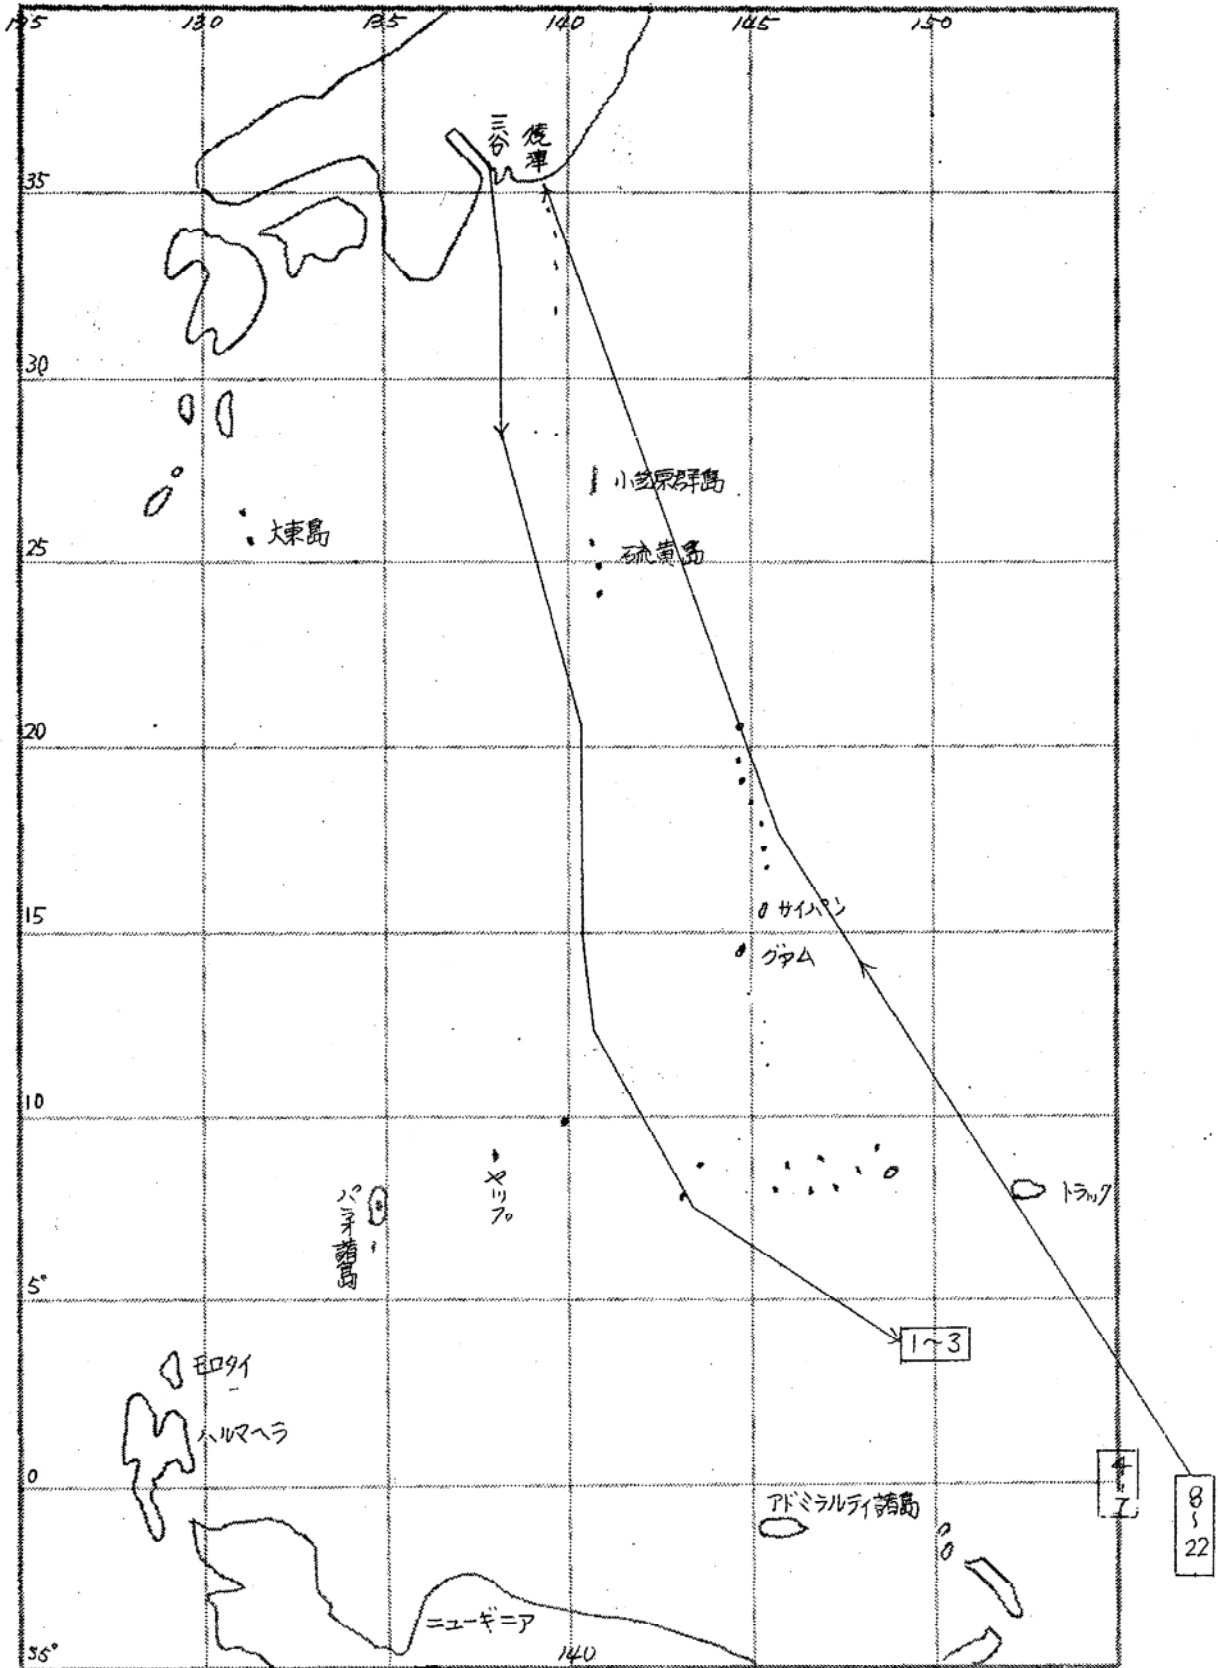 125 130 135 140 145 150
三谷
焼津
35
30
小笠原群島
大東島
25
硫黄島
20
15
サイパン
グアム
10
ヤップ
トラック
パラオ諸島
5°
1~3
モロタイ
ハルマヘラ
0
4~7
8~22
アドミラルティ諸島
ニューギニア
S5°
140